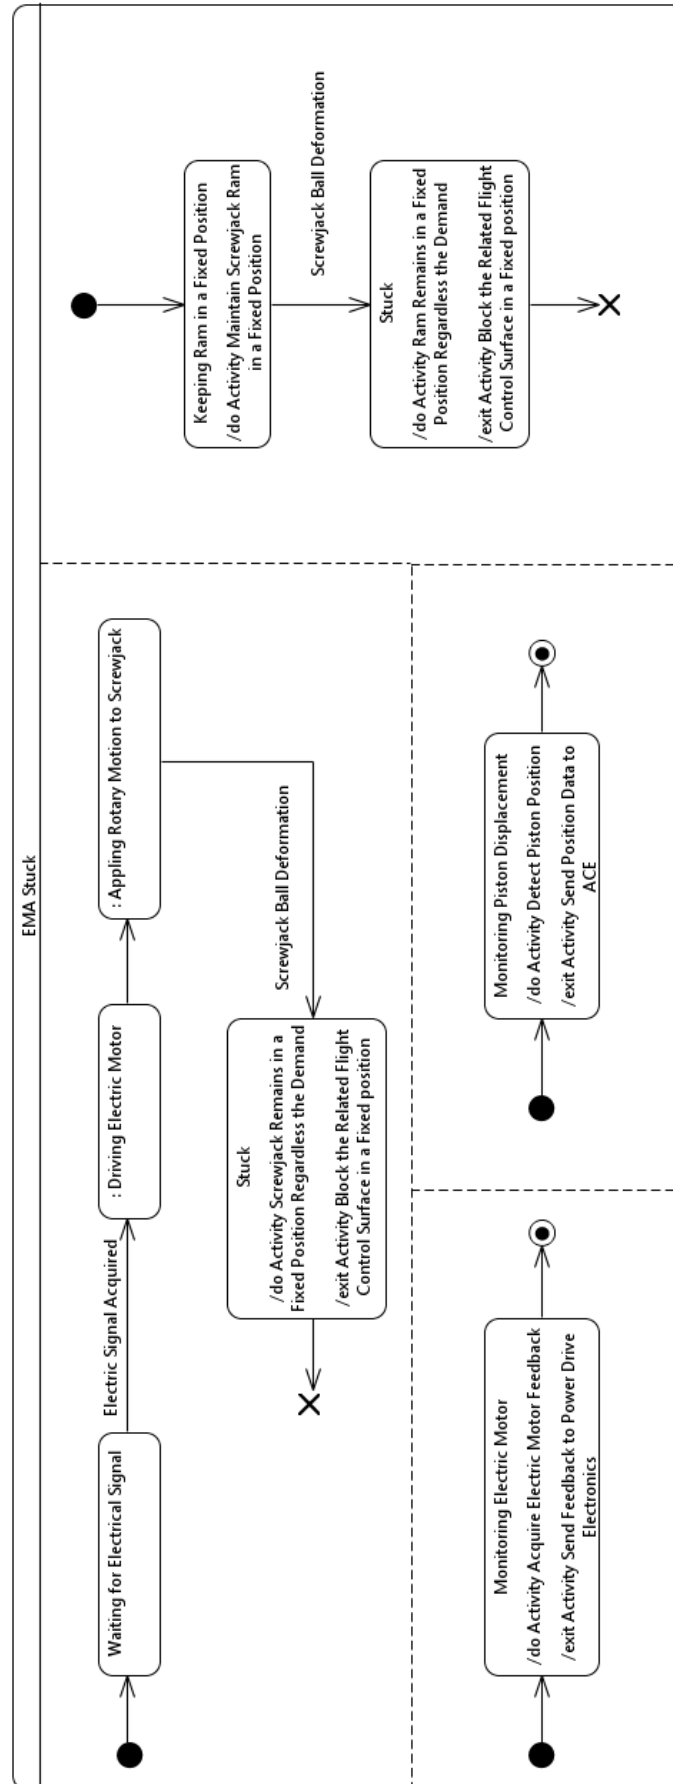 EMA Stuck
Waiting for Electrical Signal
Electric Signal Acquired
: Driving Electric Motor
: Appling Rotary Motion to Screwjack
Screwjack Ball Deformation
Stuck
/do Activity Screwjack Remains in a
Fixed Position Regardless the Demand
/exit Activity Block the Related Flight
Control Surface in a Fixed position
Keeping Ram in a Fixed Position
/do Activity Maintain Screwjack Ram
in a Fixed Position
Screwjack Ball Deformation
Stuck
/do Activity Ram Remains in a Fixed
Position Regardless the Demand
/exit Activity Block the Related Flight
Control Surface in a Fixed position
Monitoring Electric Motor
/do Activity Acquire Electric Motor Feedback
/exit Activity Send Feedback to Power Drive
Electronics
Monitoring Piston Displacement
/do Activity Detect Piston Position
/exit Activity Send Position Data to
ACE